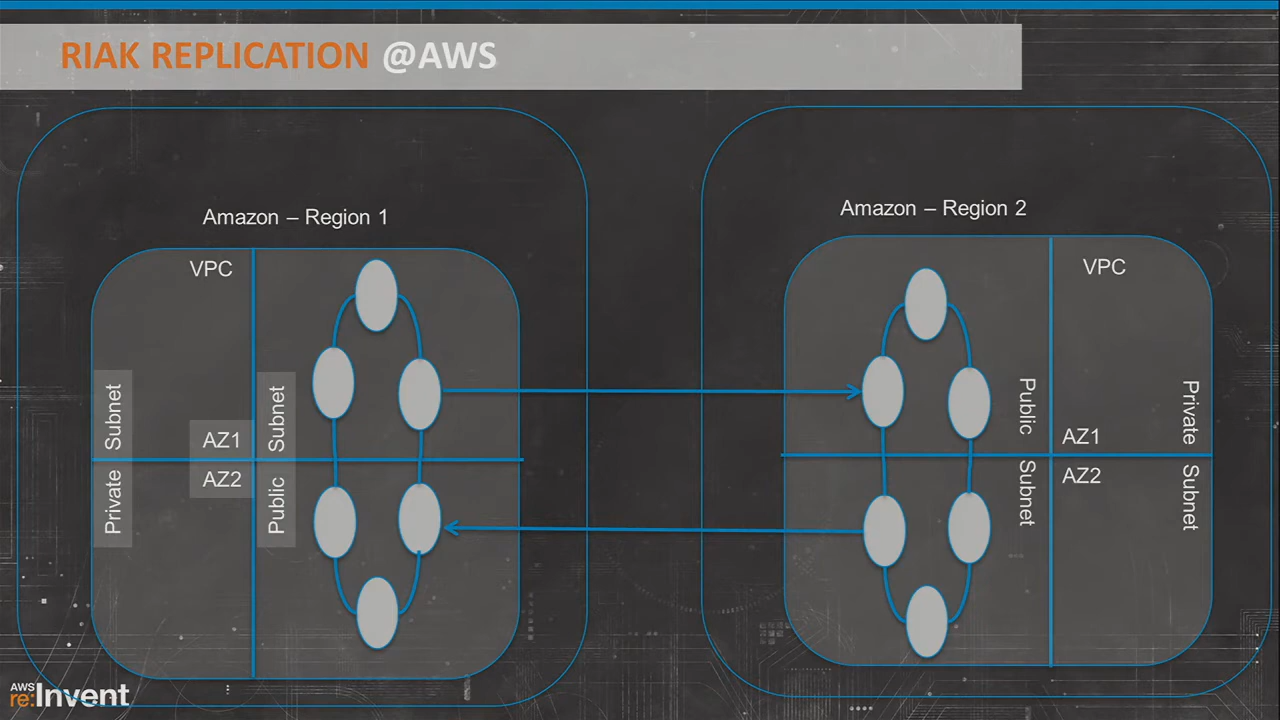 RIAK REPLICATION @AWS
Amazon – Region 1
VPC
Private Subnet
AZ1
AZ2
Public Subnet
Amazon – Region 2
VPC
Public Subnet
AZ1
AZ2
Private Subnet
AWS
re:Invent